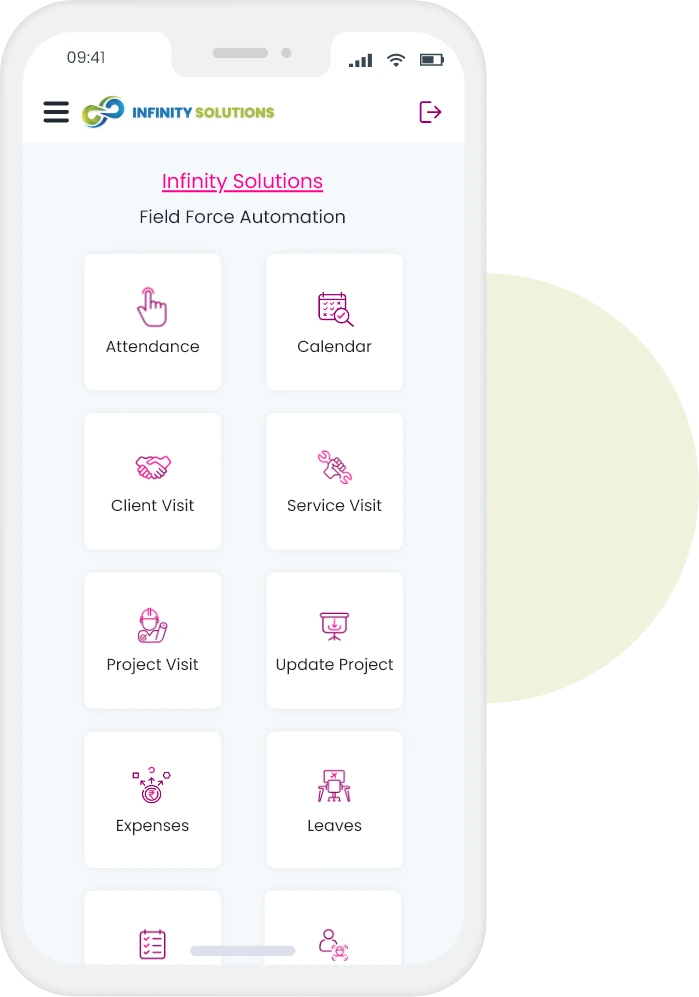 09:41
INFINITY SOLUTIONS
Infinity Solutions
Field Force Automation
Attendance
Calendar
Client Visit
Service Visit
Project Visit
Update Project
Expenses
Leaves